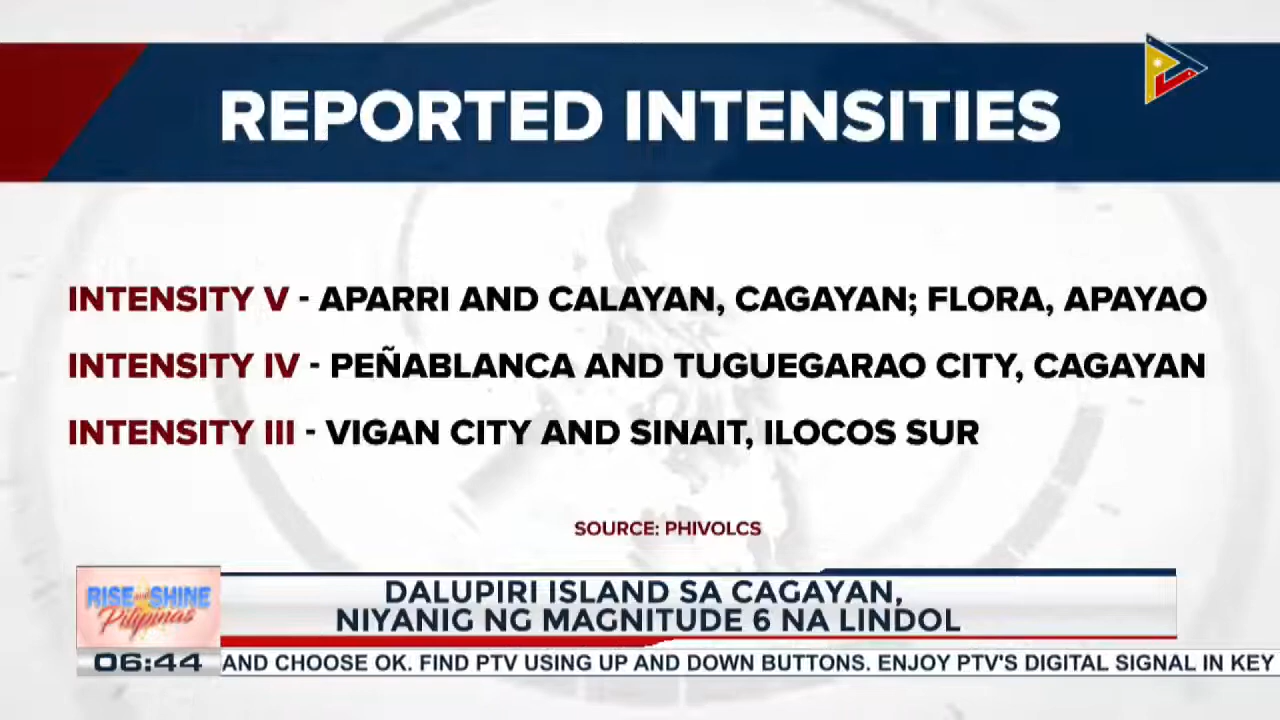 REPORTED INTENSITIES
INTENSITY V - APARRI AND CALAYAN, CAGAYAN; FLORA, APAYAO
INTENSITY IV - PEÑABLANCA AND TUGUEGARAO CITY, CAGAYAN
INTENSITY III - VIGAN CITY AND SINAIT, ILOCOS SUR
SOURCE: PHIVOLCS
RISE and SHINE
Pilipinas
DALUPIRI ISLAND SA CAGAYAN,
NIYANIG NG MAGNITUDE 6 NA LINDOL
06:44
AND CHOOSE OK. FIND PTV USING UP AND DOWN BUTTONS. ENJOY PTV'S DIGITAL SIGNAL IN KEY